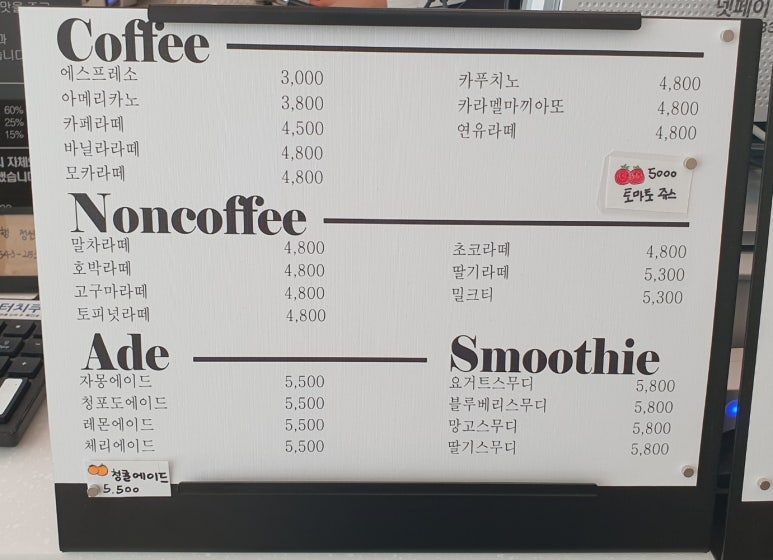 Coffee
에스프레소 3,000
아메리카노 3,800
카페라떼 4,500
바닐라라떼 4,800
모카라떼 4,800
카푸치노 4,800
카라멜마끼아또 4,800
연유라떼 4,800
5000
토마토 쥬스
Noncoffee
말차라떼 4,800
호박라떼 4,800
고구마라떼 4,800
토피넛라떼 4,800
초코라떼 4,800
딸기라떼 5,300
밀크티 5,300
Ade
자몽에이드 5,500
청포도에이드 5,500
레몬에이드 5,500
체리에이드 5,500
청귤에이드
5.500
Smoothie
요거트스무디 5,800
블루베리스무디 5,800
망고스무디 5,800
딸기스무디 5,800
60%
25%
15%
넷페이